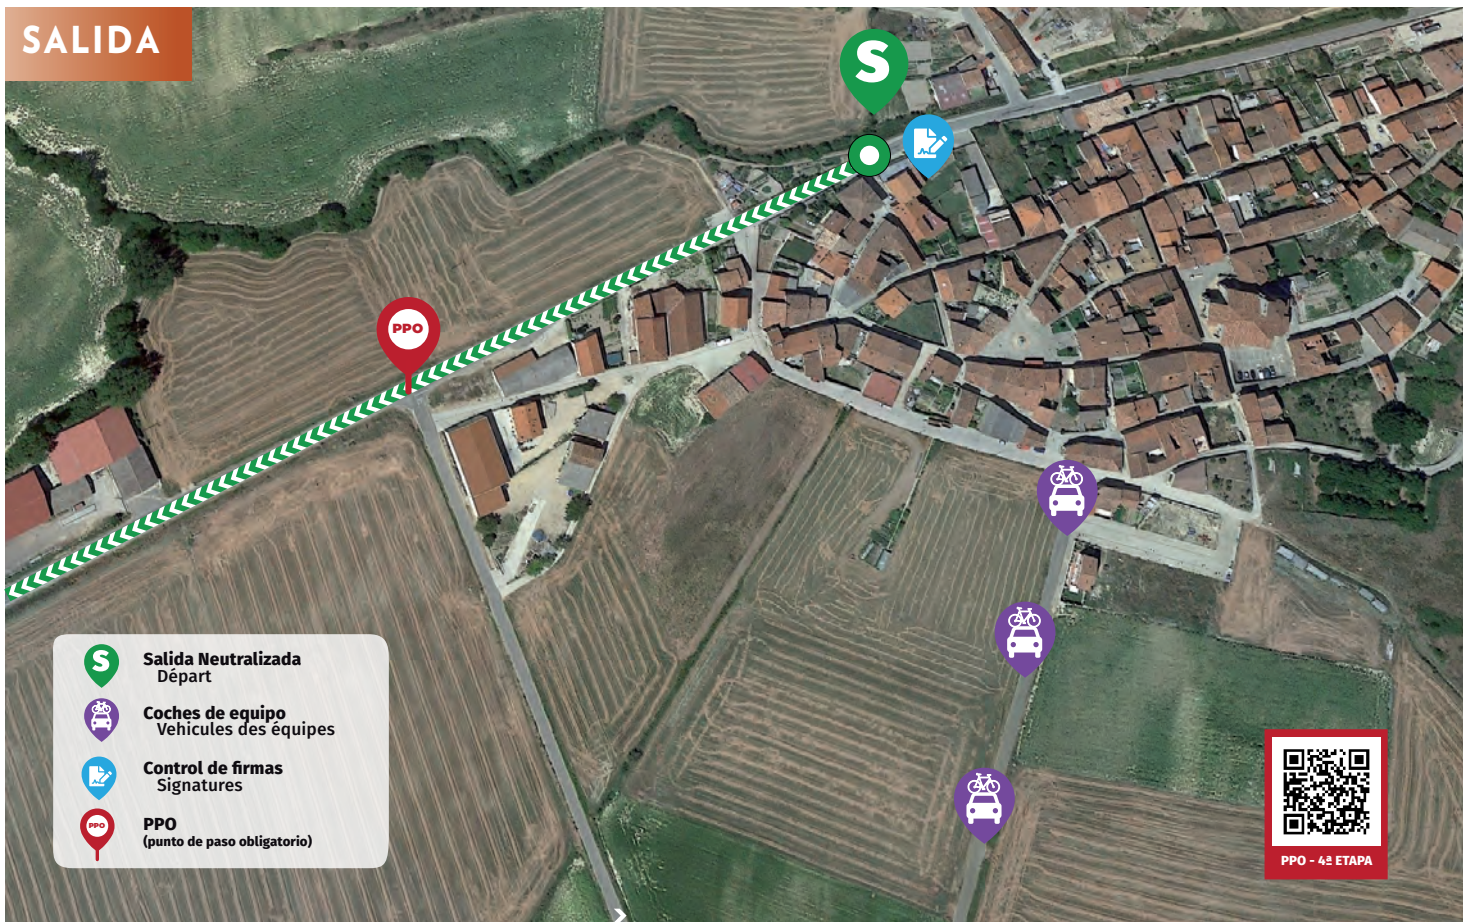 SALIDA
S
PPO
S
Salida Neutralizada
Départ
Coches de equipo
Vehicules des équipes
Control de firmas
Signatures
PPO
PPO
(punto de paso obligatorio)
PPO - 4ª ETAPA